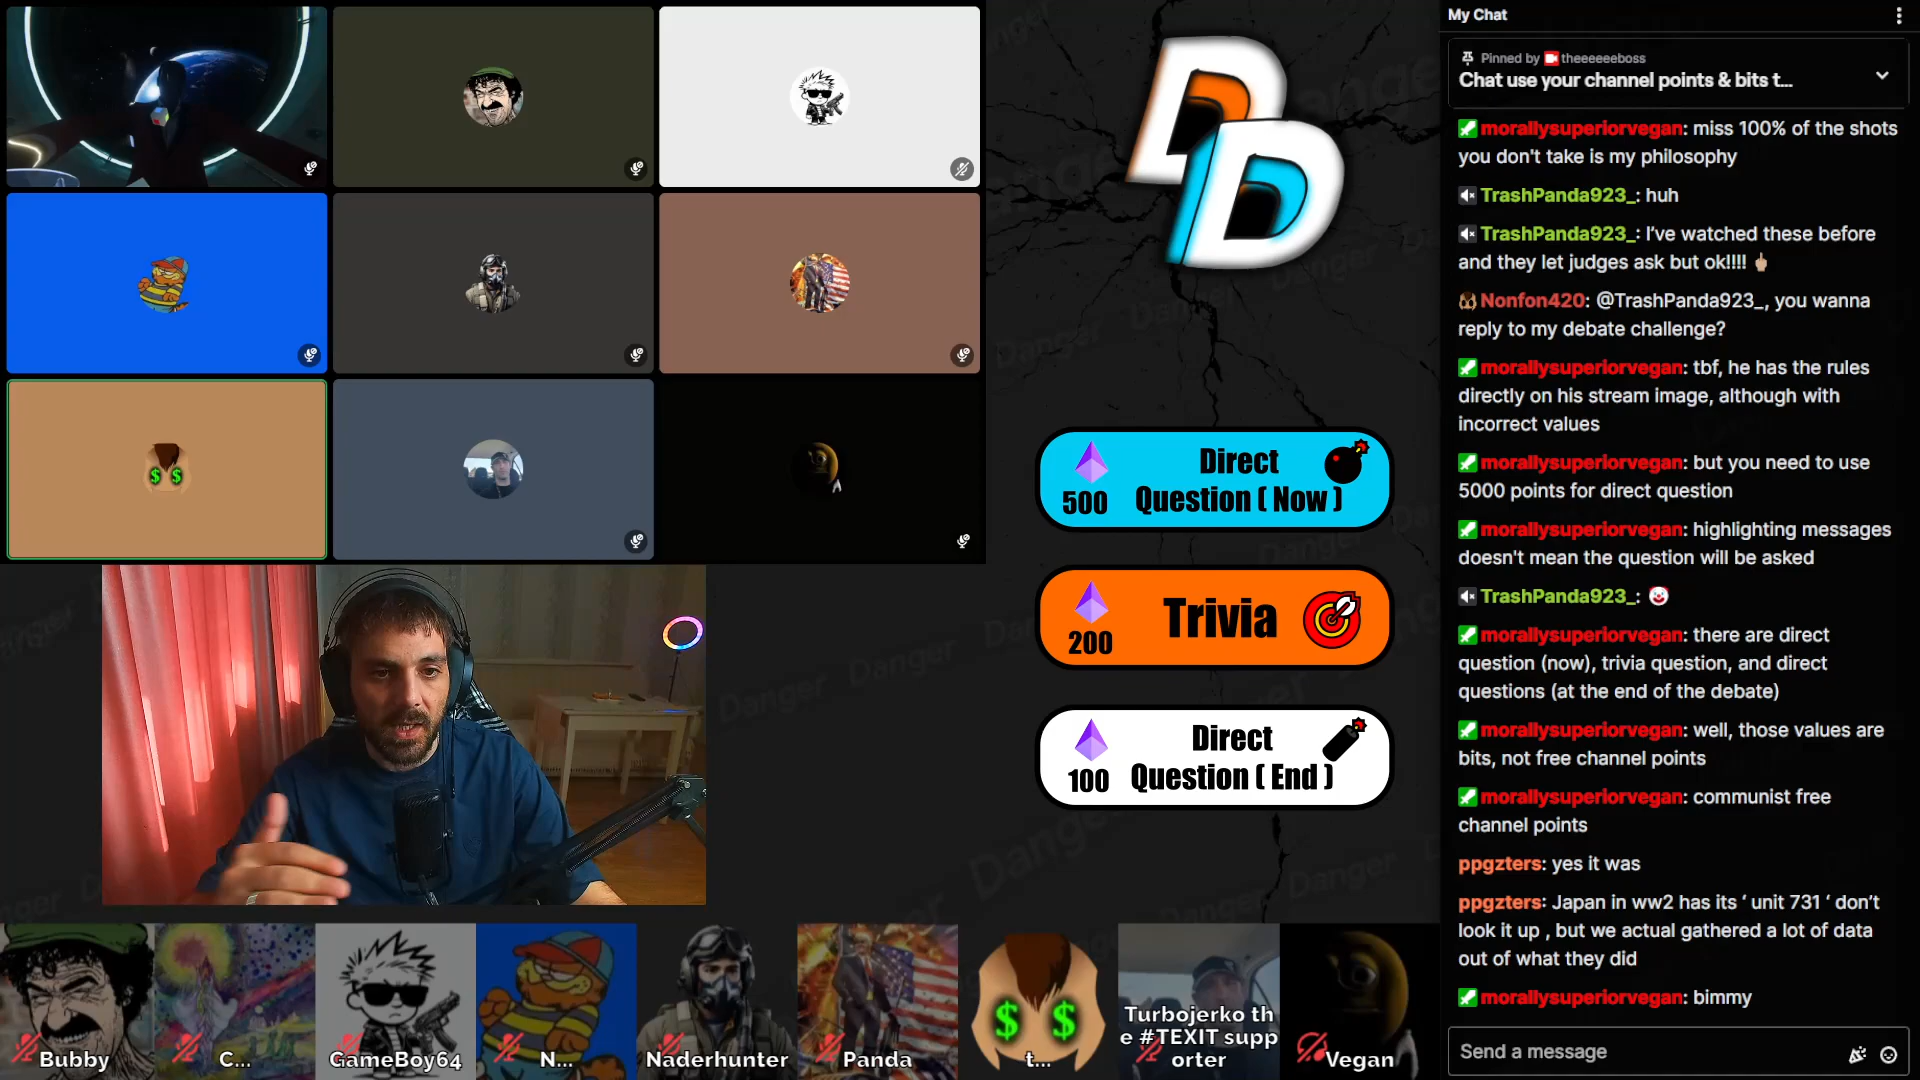 My Chat
Pinned by theeeeeeboss
Chat use your channel points & bits t...
morallysuperiorvegan: miss 100% of the shots
you don't take is my philosophy
TrashPanda923_: huh
TrashPanda923_: I've watched these before
and they let judges ask but ok!!!!
Nonfon420: @TrashPanda923_, you wanna
reply to my debate challenge?
morallysuperiorvegan: tbf, he has the rules
directly on his stream image, although with
incorrect values
morallysuperiorvegan: but you need to use
5000 points for direct question
morallysuperiorvegan: highlighting messages
doesn't mean the question will be asked
TrashPanda923_:
morallysuperiorvegan: there are direct
question (now), trivia question, and direct
questions (at the end of the debate)
morallysuperiorvegan: well, those values are
bits, not free channel points
morallysuperiorvegan: communist free
channel points
ppgzters: yes it was
ppgzters: Japan in ww2 has its ‘ unit 731 ‘ don’t
look it up , but we actual gathered a lot of data
out of what they did
morallysuperiorvegan: bimmy
Send a message
DD
500
Direct
Question ( Now )
200
Trivia
100
Direct
Question ( End )
Danger
Danger
Danger
Danger
Danger
Danger
Bubby
C...
GameBoy64
N...
Naderhunter
Panda
t...
Turbojerko th
e #TEXIT supp
orter
Vegan